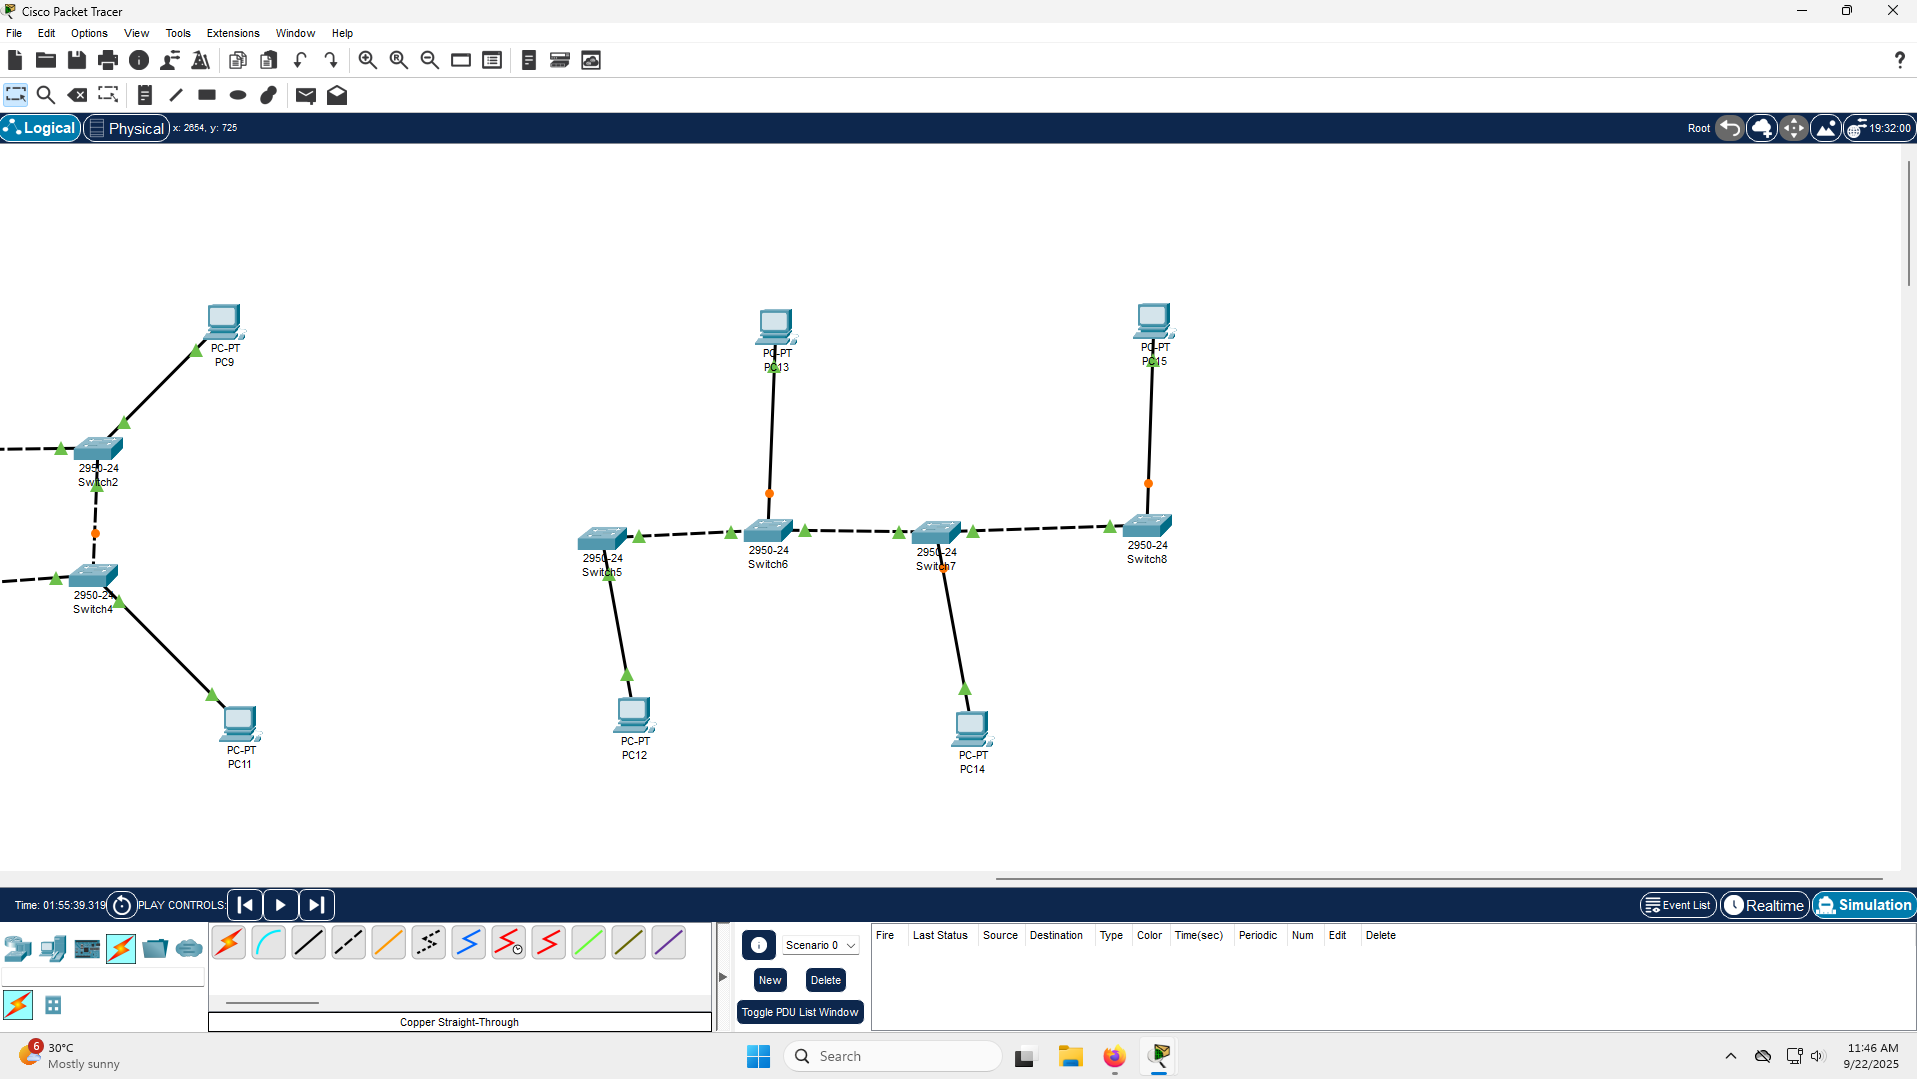 Cisco Packet Tracer
File Edit Options View Tools Extensions Window Help
Logical Physical x: 2654, y: 725 Root 19:32:00
PC-PT
PC9
PC-PT
PC13
PC-PT
PC15
2950-24
Switch2
2950-24
Switch4
2950-24
Switch5
2950-24
Switch6
2950-24
Switch7
2950-24
Switch8
PC-PT
PC11
PC-PT
PC12
PC-PT
PC14
Time: 01:55:39.319 PLAY CONTROLS: Event List Realtime Simulation
Scenario 0
New Delete
Toggle PDU List Window
Fire Last Status Source Destination Type Color Time(sec) Periodic Num Edit Delete
Copper Straight-Through
6
30°C
Mostly sunny
Search
11:46 AM
9/22/2025